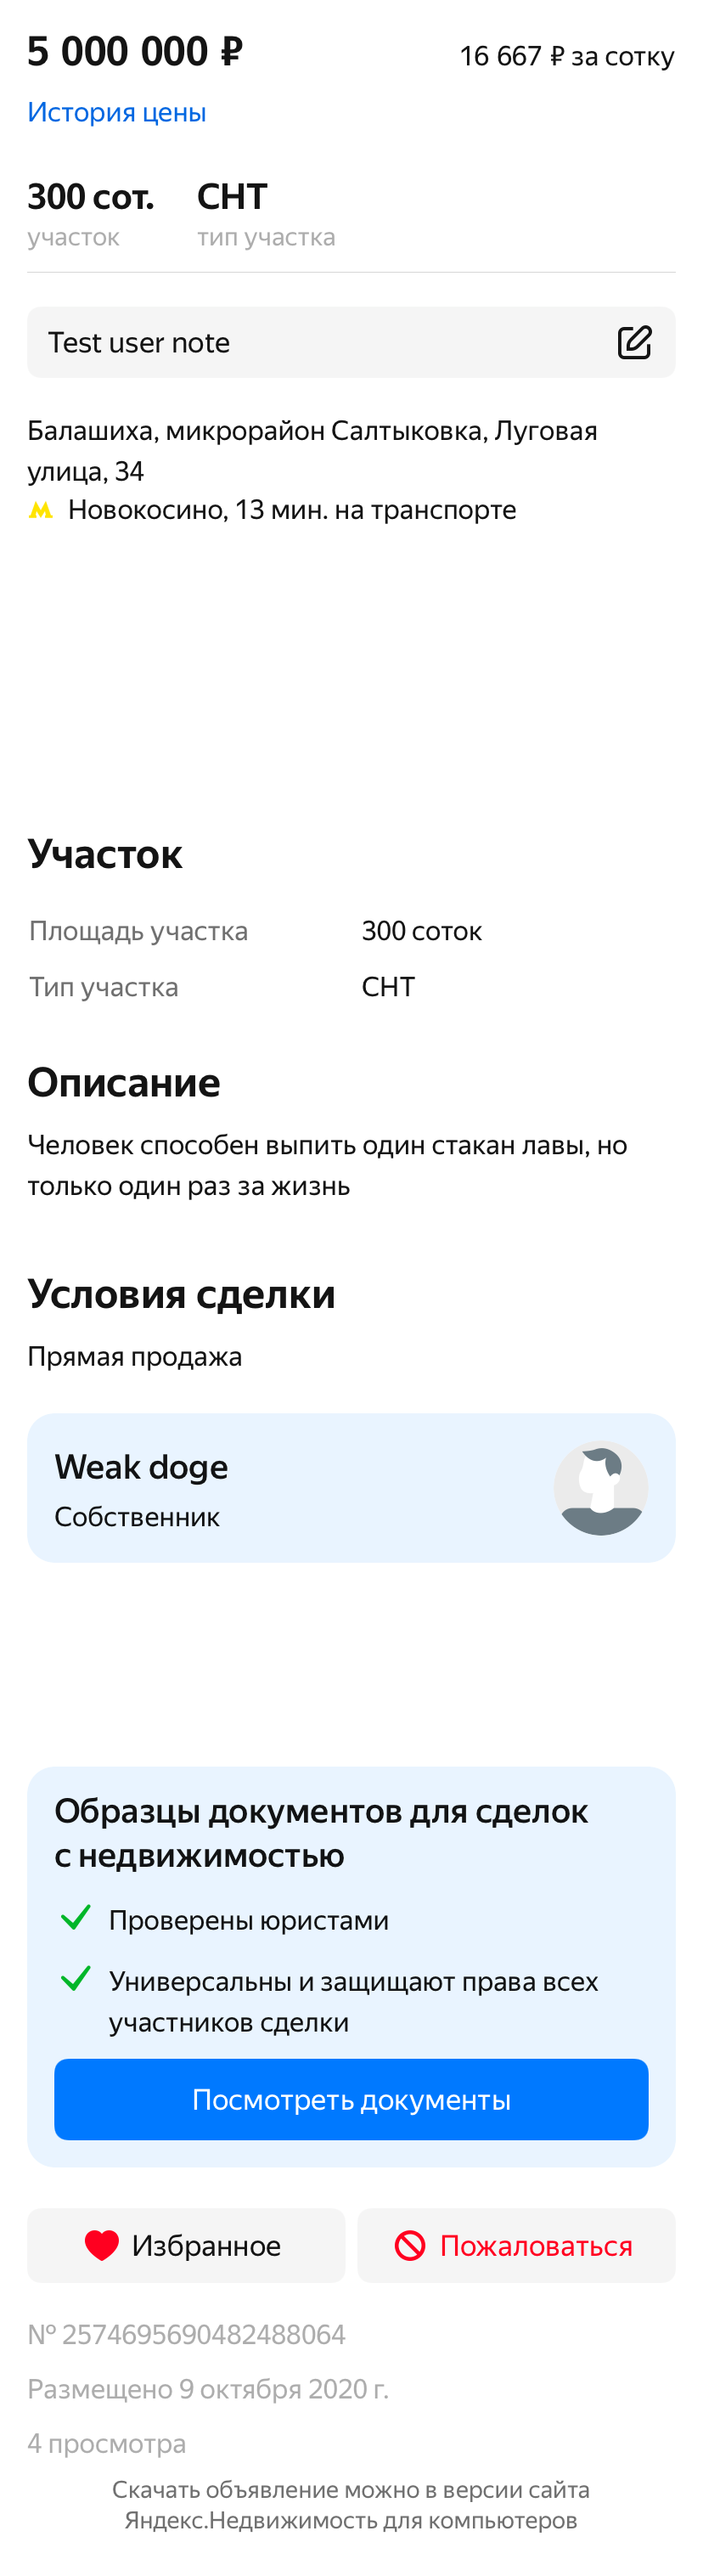 5 000 000 ₽
16 667 ₽ за сотку
История цены
300 сот.
СНТ
участок
тип участка
Test user note
Балашиха, микрорайон Салтыковка, Луговая
улица, 34
Новокосино, 13 мин. на транспорте
Участок
Площадь участка
300 соток
Тип участка
СНТ
Описание
Человек способен выпить один стакан лавы, но
только один раз за жизнь
Условия сделки
Прямая продажа
Weak doge
Собственник
Образцы документов для сделок
с недвижимостью
Проверены юристами
Универсальны и защищают права всех
участников сделки
Посмотреть документы
Избранное
Пожаловаться
№ 2574695690482488064
Размещено 9 октября 2020 г.
4 просмотра
Скачать объявление можно в версии сайта
Яндекс.Недвижимость для компьютеров